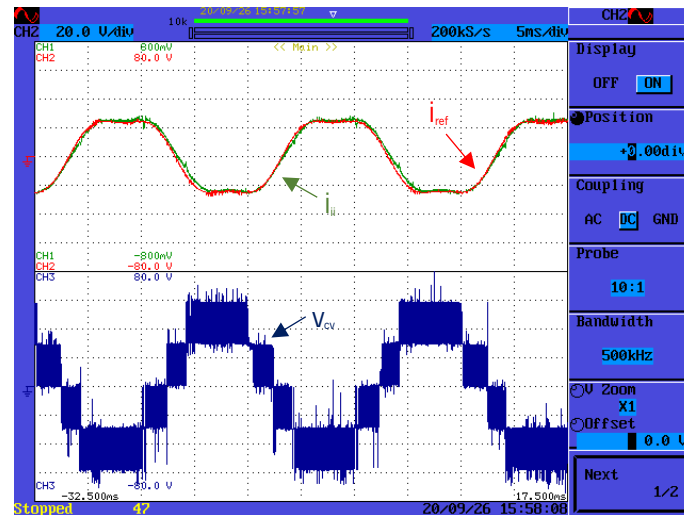 20/09/26 15:57:57
10k
CH2 20.0 V/div
200kS/s 5ms/div
CH1 800mV
CH2 80.0 V
<< Main >>
iref
iii
CH1 -800mV
CH2 -80.0 V
CH3 80.0 V
Vcv
CH3 -80.0 V
-32.500ms
17.500ms
Stopped 47
20/09/26 15:58:08
CH2
Display
OFF ON
Position
+0.00div
Coupling
AC DC GND
Probe
10:1
Bandwidth
500kHz
V Zoom
X1
Offset
0.0 V
Next
1/2